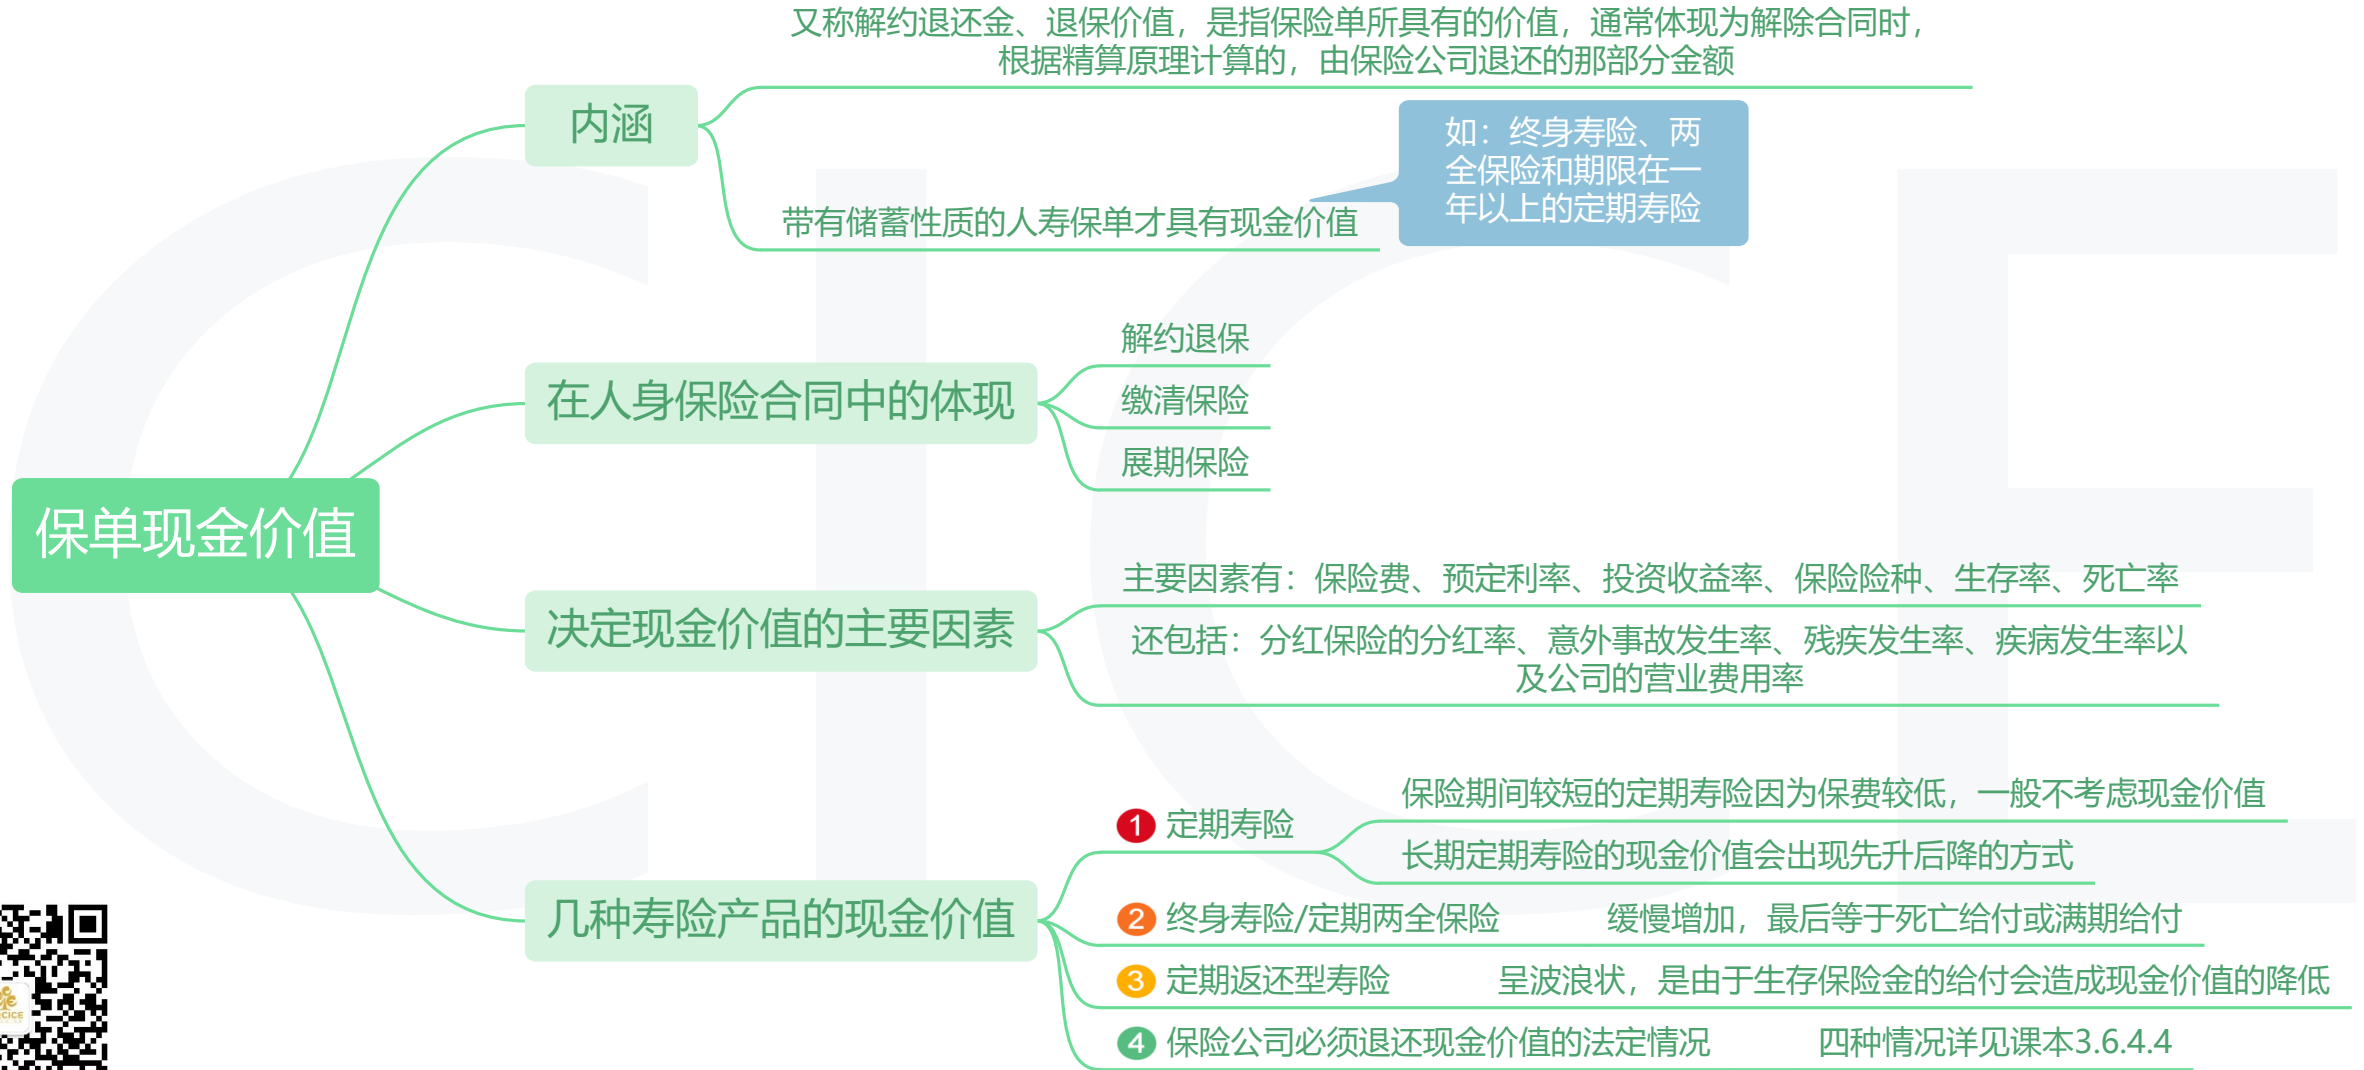 又称解约退还金、退保价值，是指保险单所具有的价值，通常体现为解除合同时，
根据精算原理计算的，由保险公司退还的那部分金额
内涵
如：终身寿险、两
全保险和期限在一
年以上的定期寿险
带有储蓄性质的人寿保单才具有现金价值
解约退保
在人身保险合同中的体现
缴清保险
展期保险
保单现金价值
主要因素有：保险费、预定利率、投资收益率、保险险种、生存率、死亡率
决定现金价值的主要因素
还包括：分红保险的分红率、意外事故发生率、残疾发生率、疾病发生率以
及公司的营业费用率
保险期间较短的定期寿险因为保费较低，一般不考虑现金价值
1 定期寿险
长期定期寿险的现金价值会出现先升后降的方式
几种寿险产品的现金价值
2 终身寿险/定期两全保险 缓慢增加，最后等于死亡给付或满期给付
3 定期返还型寿险 呈波浪状，是由于生存保险金的给付会造成现金价值的降低
4 保险公司必须退还现金价值的法定情况 四种情况详见课本3.6.4.4
CICE